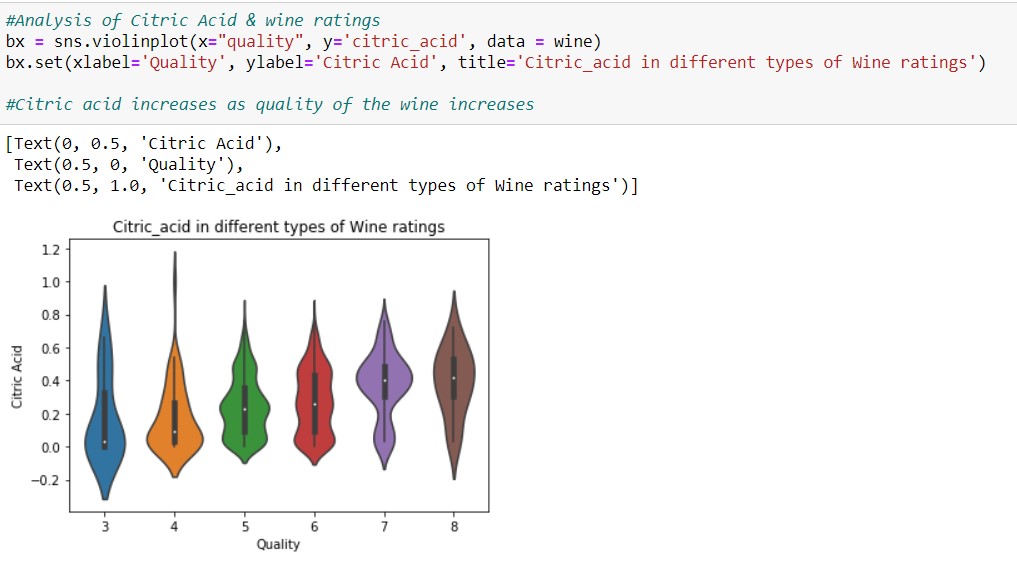 #Analysis of Citric Acid & wine ratings
bx = sns.violinplot(x="quality", y='citric_acid', data = wine)
bx.set(xlabel='Quality', ylabel='Citric Acid', title='Citric_acid in different types of Wine ratings')
#Citric acid increases as quality of the wine increases
[Text(0, 0.5, 'Citric Acid'),
Text(0.5, 0, 'Quality'),
Text(0.5, 1.0, 'Citric_acid in different types of Wine ratings')]
Citric_acid in different types of Wine ratings
1.2
1.0
0.8
0.6
0.4
0.2
0.0
−0.2
Citric Acid
3 4 5 6 7 8
Quality